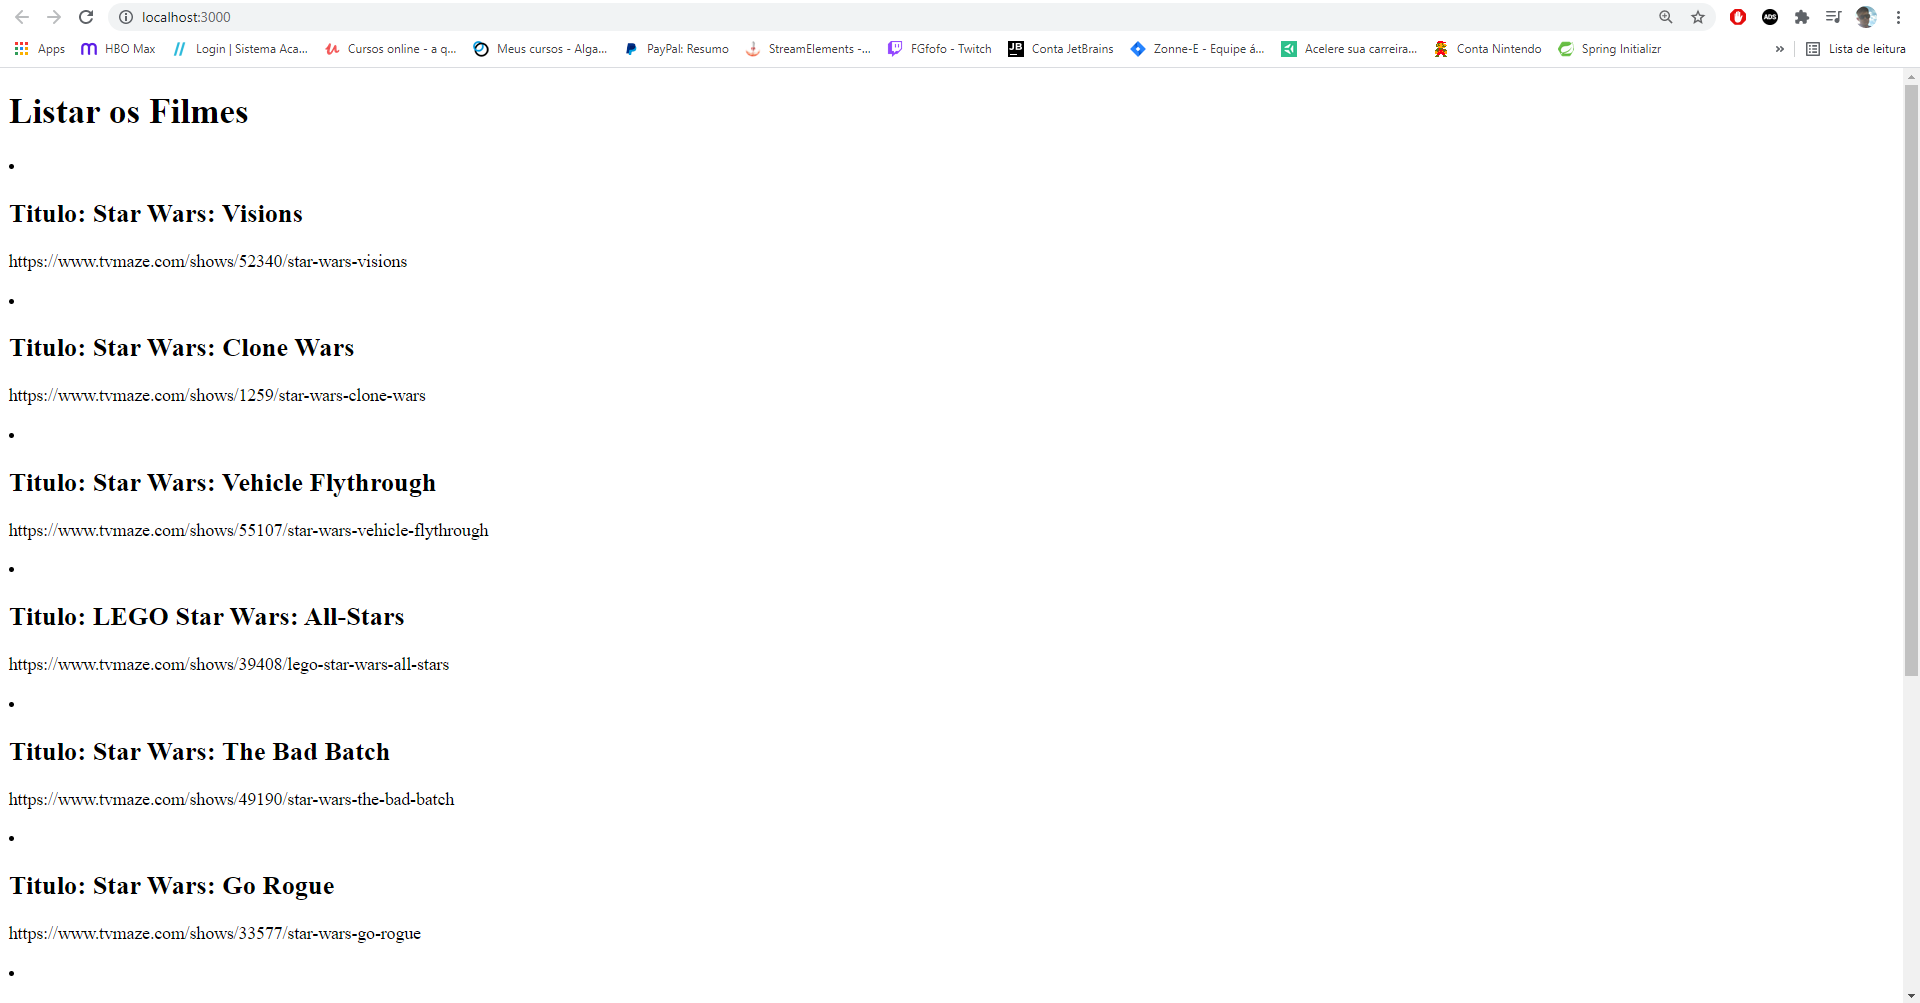 localhost:3000
Apps HBO Max Login | Sistema Aca... Cursos online - a q... Meus cursos - Alga... PayPal: Resumo StreamElements -... FGfofo - Twitch JB Conta JetBrains Zonne-E - Equipe á... Acelere sua carreira... Conta Nintendo Spring Initializr » Lista de leitura
Listar os Filmes
•
Titulo: Star Wars: Visions
https://www.tvmaze.com/shows/52340/star-wars-visions
•
Titulo: Star Wars: Clone Wars
https://www.tvmaze.com/shows/1259/star-wars-clone-wars
•
Titulo: Star Wars: Vehicle Flythrough
https://www.tvmaze.com/shows/55107/star-wars-vehicle-flythrough
•
Titulo: LEGO Star Wars: All-Stars
https://www.tvmaze.com/shows/39408/lego-star-wars-all-stars
•
Titulo: Star Wars: The Bad Batch
https://www.tvmaze.com/shows/49190/star-wars-the-bad-batch
•
Titulo: Star Wars: Go Rogue
https://www.tvmaze.com/shows/33577/star-wars-go-rogue
•